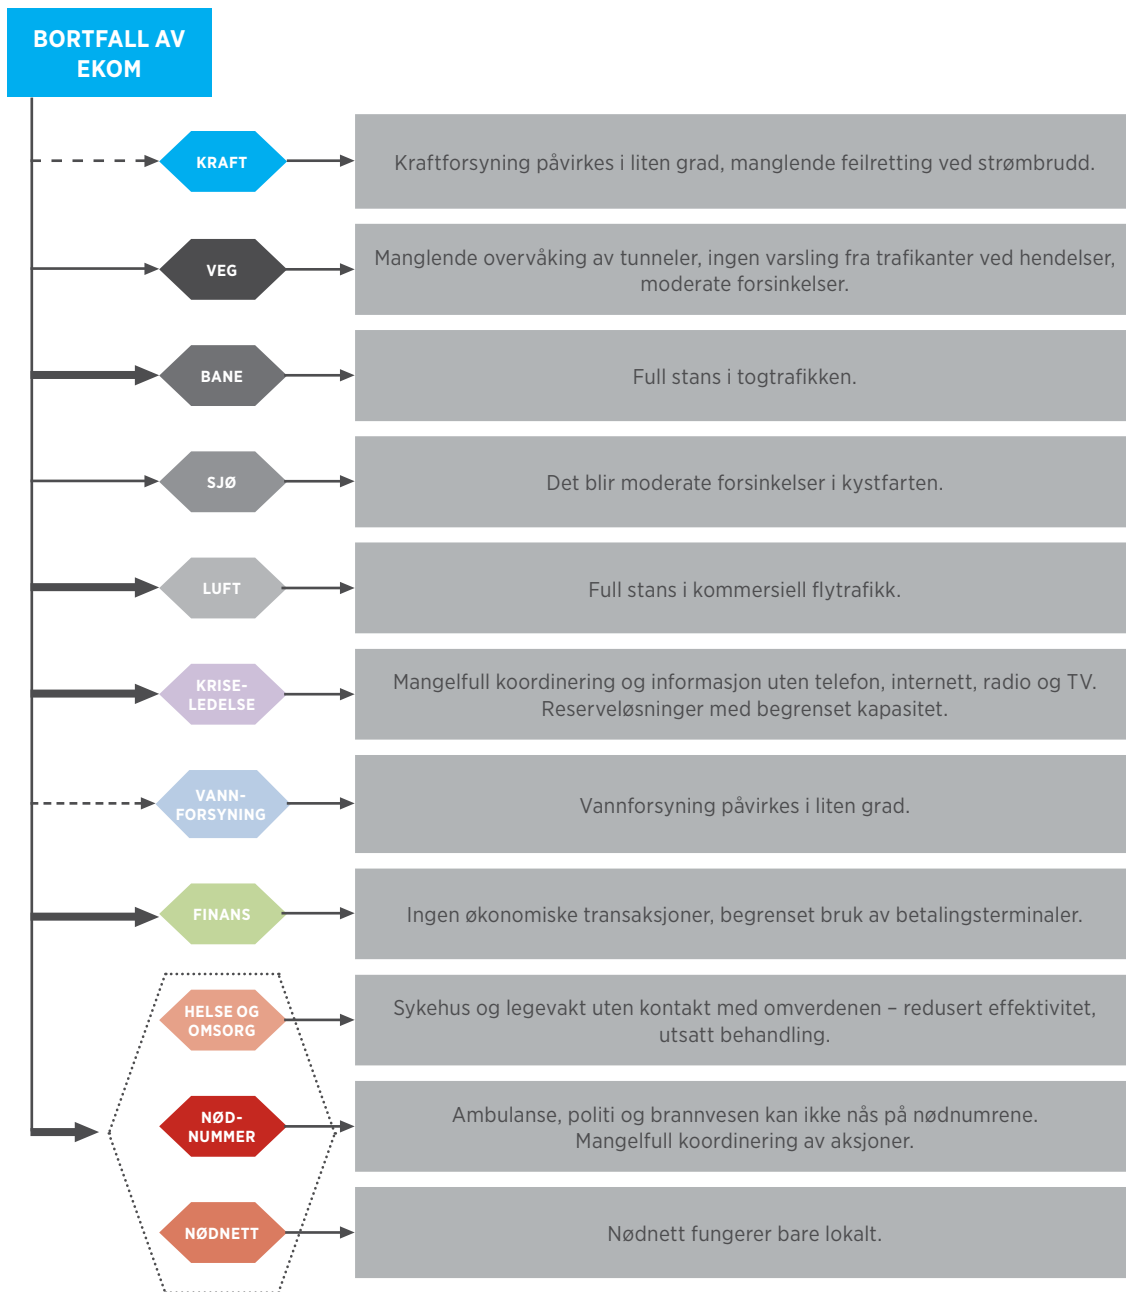 BORTFALL AV
EKOM
KRAFT
Kraftforsyning påvirkes i liten grad, manglende feilretting ved strømbrudd.
VEG
Manglende overvåking av tunneler, ingen varsling fra trafikanter ved hendelser,
moderate forsinkelser.
BANE
Full stans i togtrafikken.
SJØ
Det blir moderate forsinkelser i kystfarten.
LUFT
Full stans i kommersiell flytrafikk.
KRISE-
LEDELSE
Mangelfull koordinering og informasjon uten telefon, internett, radio og TV.
Reserveløsninger med begrenset kapasitet.
VANN-
FORSYNING
Vannforsyning påvirkes i liten grad.
FINANS
Ingen økonomiske transaksjoner, begrenset bruk av betalingsterminaler.
HELSE OG
OMSORG
Sykehus og legevakt uten kontakt med omverdenen – redusert effektivitet,
utsatt behandling.
NØD-
NUMMER
Ambulanse, politi og brannvesen kan ikke nås på nødnumrene.
Mangelfull koordinering av aksjoner.
NØDNETT
Nødnett fungerer bare lokalt.